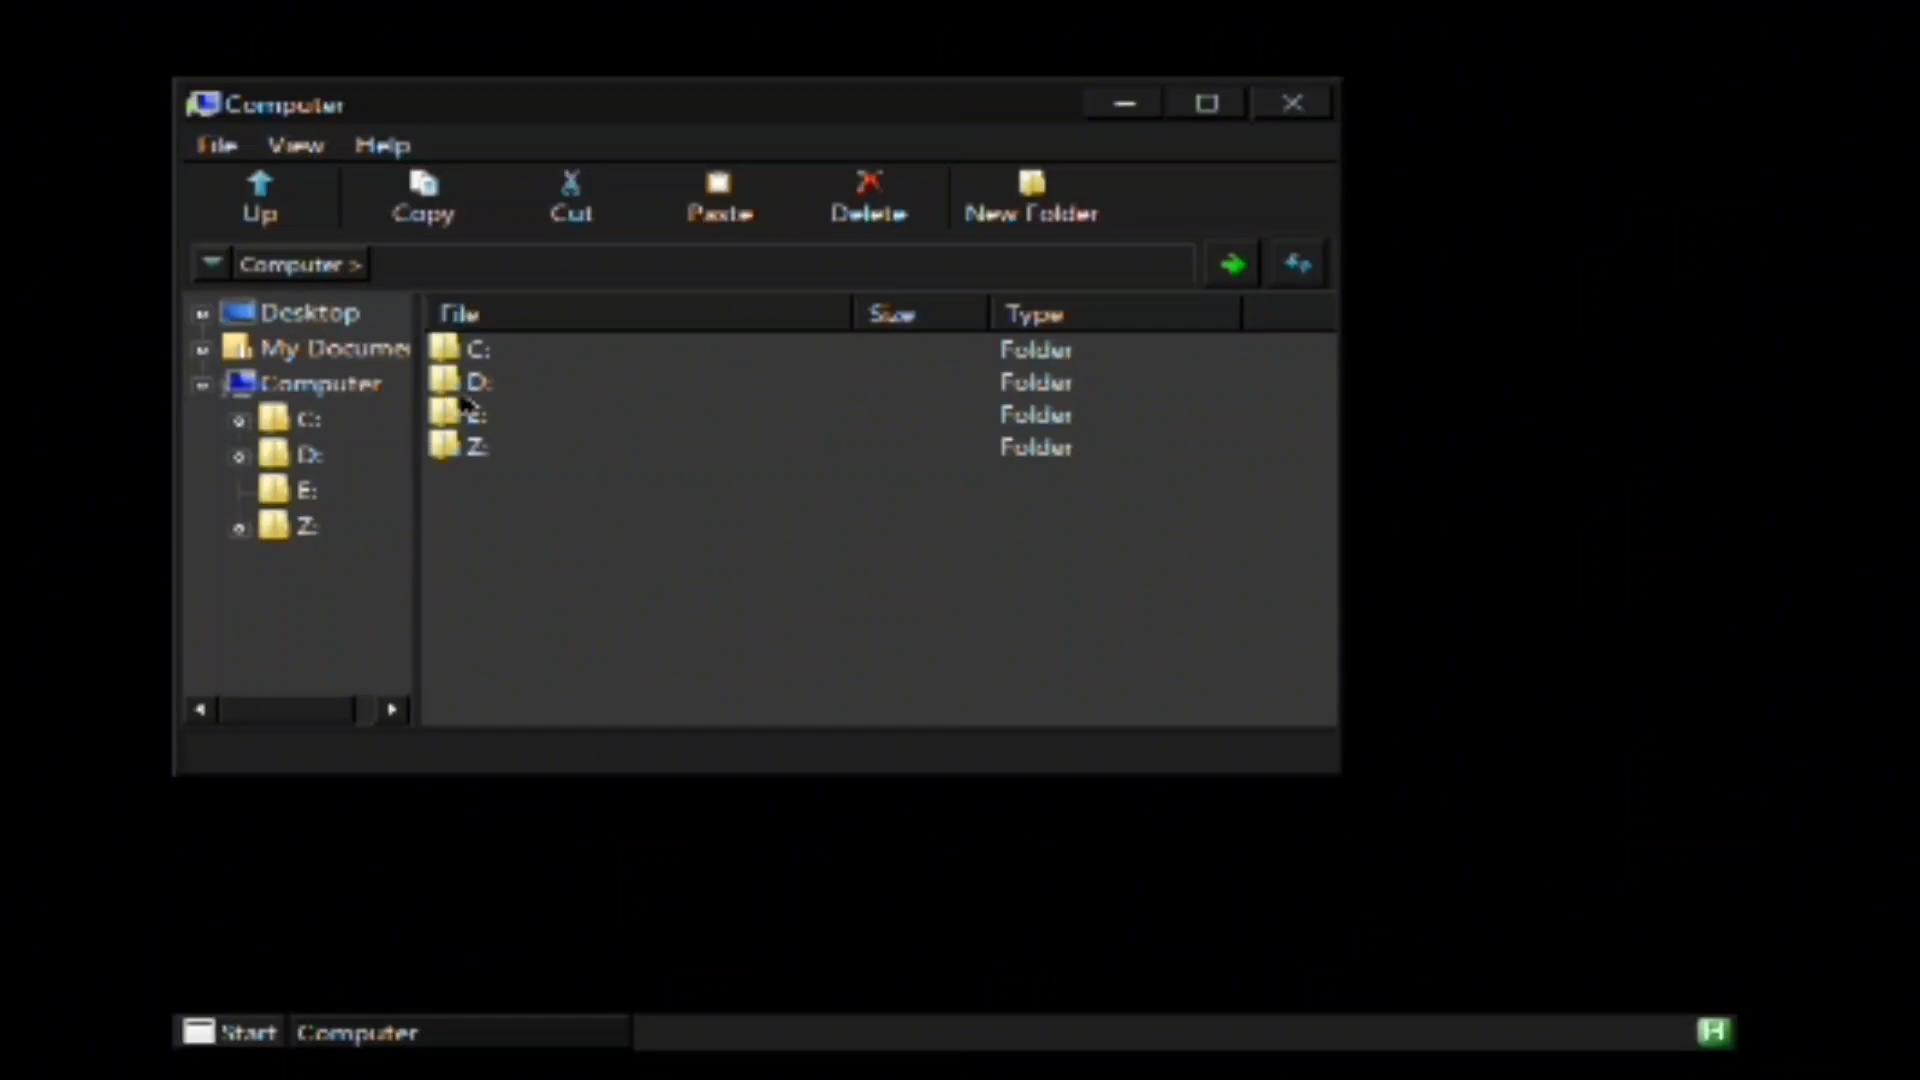 Computer
File View Help
Up Copy Cut Paste Delete New Folder
Computer >
Desktop
My Documen
Computer
C:
D:
E:
Z:
File Size Type
C: Folder
D: Folder
E: Folder
Z: Folder
Start Computer
H